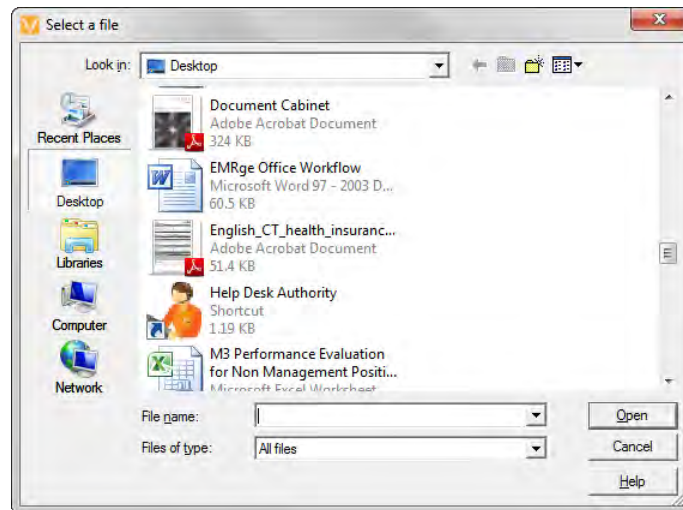 Select a file
Look in:
Desktop
Recent Places
Desktop
Libraries
Computer
Network
Document Cabinet
Adobe Acrobat Document
324 KB
EMRge Office Workflow
Microsoft Word 97 - 2003 D...
60.5 KB
English_CT_health_insuranc...
Adobe Acrobat Document
51.4 KB
Help Desk Authority
Shortcut
1.19 KB
M3 Performance Evaluation
for Non Management Positi...
Microsoft Excel Worksheet
File name:
Open
Files of type:
All files
Cancel
Help